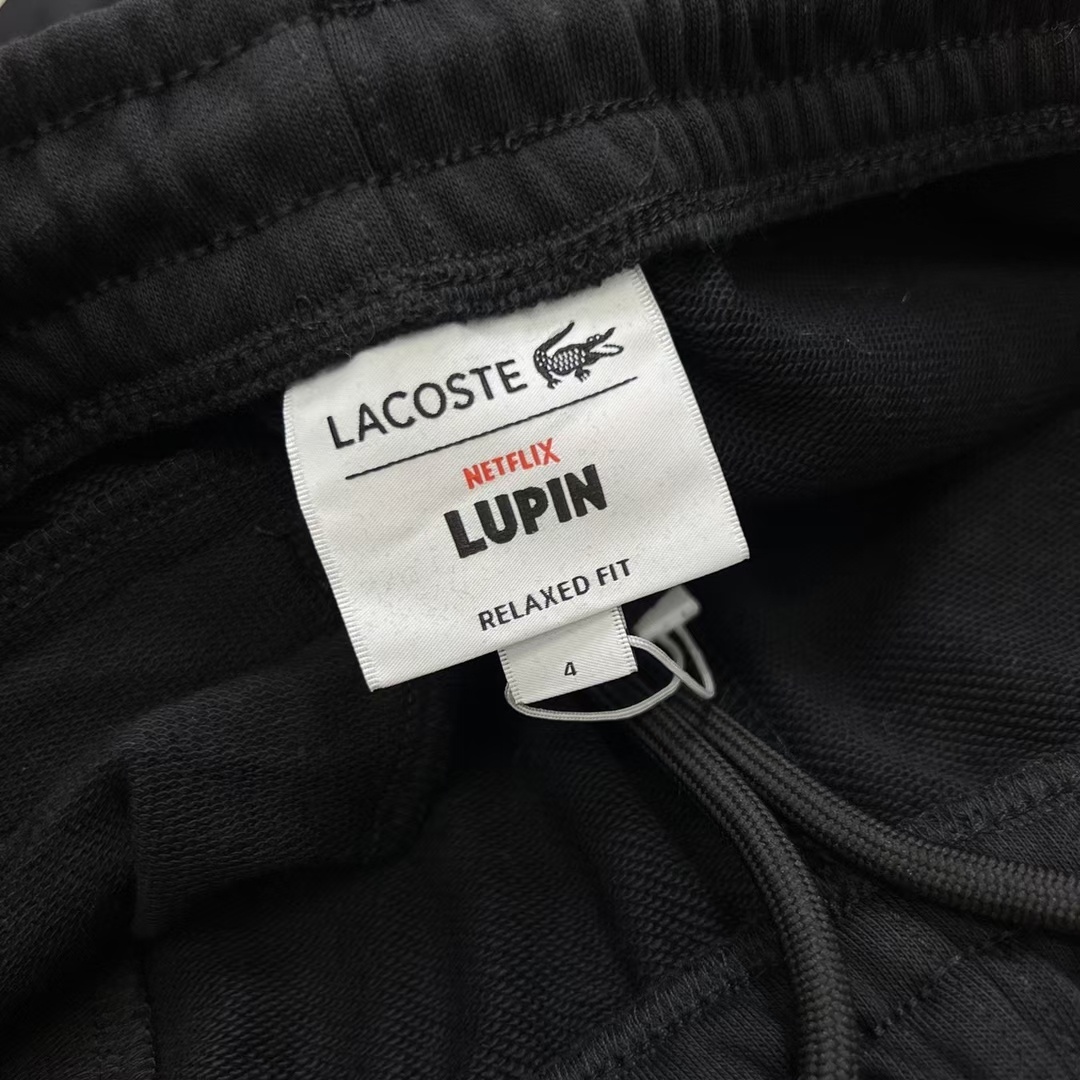 LACOSTE
NETFLIX
LUPIN
RELAXED FIT
4